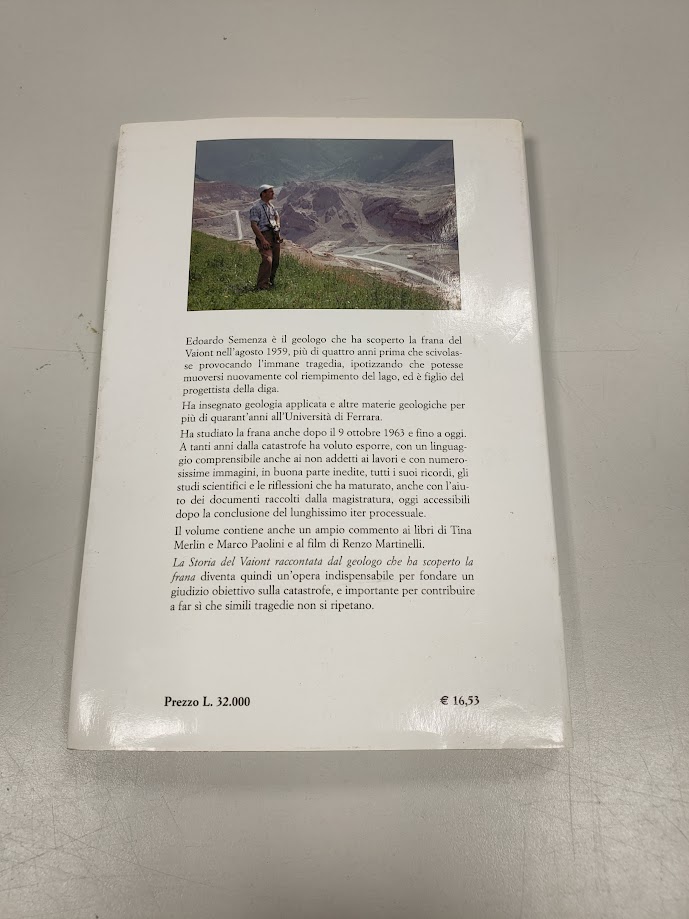 Edoardo Semenza è il geologo che ha scoperto la frana del
Vaiont nell'agosto 1959, più di quattro anni prima che scivolas-
se provocando l'immane tragedia, ipotizzando che potesse
muoversi nuovamente col riempimento del lago, ed è figlio del
progettista della diga.
Ha insegnato geologia applicata e altre materie geologiche per
più di quarant'anni all'Università di Ferrara.
Ha studiato la frana anche dopo il 9 ottobre 1963 e fino a oggi.
A tanti anni dalla catastrofe ha voluto esporre, con un linguag-
gio comprensibile anche ai non addetti ai lavori e con numero-
sissime immagini, in buona parte inedite, tutti i suoi ricordi, gli
studi scientifici e le riflessioni che ha maturato, anche con l'aiu-
to dei documenti raccolti dalla magistratura, oggi accessibili
dopo la conclusione del lunghissimo iter processuale.
Il volume contiene anche un ampio commento ai libri di Tina
Merlin e Marco Paolini e al film di Renzo Martinelli.
La Storia del Vaiont raccontata dal geologo che ha scoperto la
frana diventa quindi un'opera indispensabile per fondare un
giudizio obiettivo sulla catastrofe, e importante per contribuire
a far sì che simili tragedie non si ripetano.
Prezzo L. 32.000 € 16,53